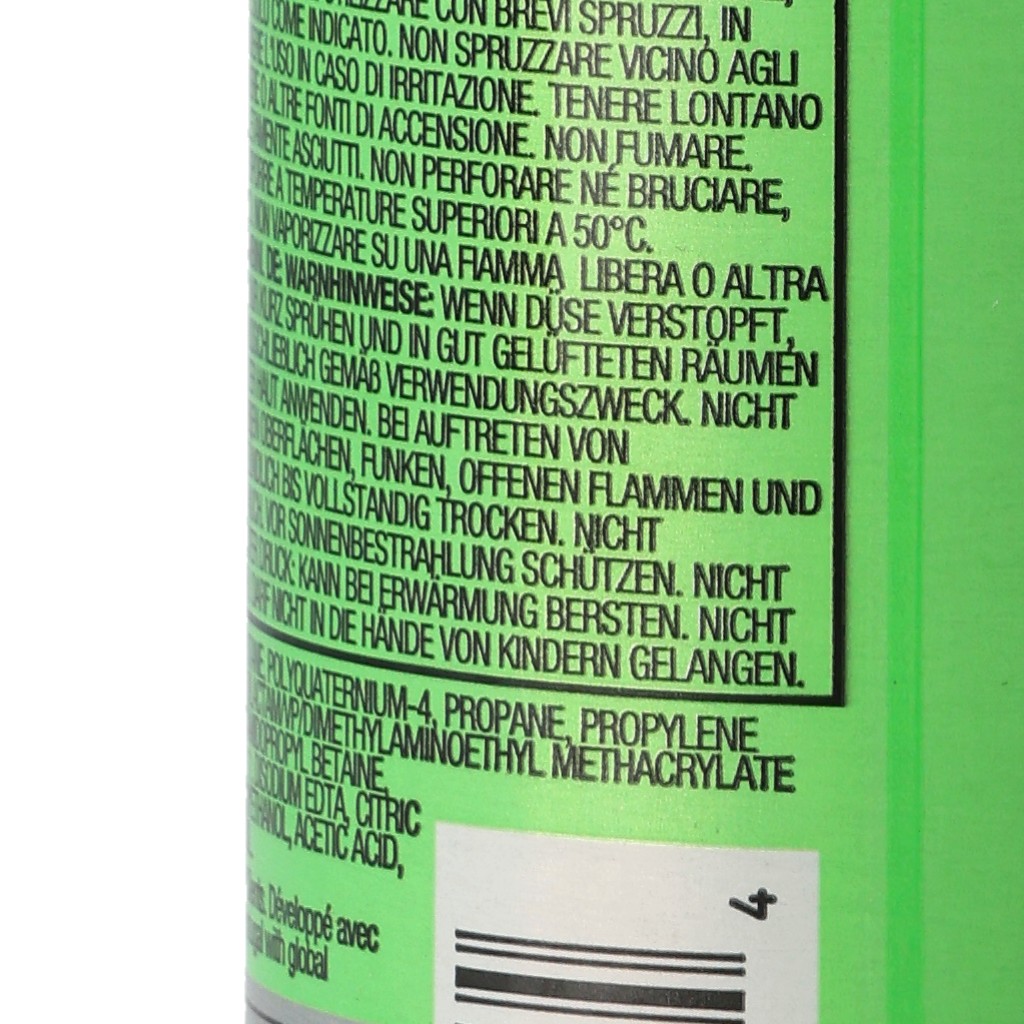 CON BREVI SPRUZZI, IN
COME INDICATO. NON SPRUZZARE VICINO AGLI
L'USO IN CASO DI IRRITAZIONE. TENERE LONTANO
O ALTRE FONTI DI ACCENSIONE. NON FUMARE.
ASCIUTTI. NON PERFORARE NÉ BRUCIARE,
A TEMPERATURE SUPERIORI A 50°C.
NON VAPORIZZARE SU UNA FIAMMA LIBERA O ALTRA
DE: WARNHINWEISE: WENN DÜSE VERSTOPFT,
KURZ SPRÜHEN UND IN GUT GELÜFTETEN RÄUMEN
GEMÄß VERWENDUNGSZWECK. NICHT
ANWENDEN. BEI AUFTRETEN VON
OBERFLÄCHEN, FUNKEN, OFFENEN FLAMMEN UND
BIS VOLLSTÄNDIG TROCKEN. NICHT
VOR SONNENBESTRAHLUNG SCHÜTZEN. NICHT
DRUCK: KANN BEI ERWÄRMUNG BERSTEN. NICHT
NICHT IN DIE HÄNDE VON KINDERN GELANGEN.
POLYQUATERNIUM-4, PROPANE, PROPYLENE
METHACRYLATE
BETAINE,
EDTA, CITRIC
ACETIC ACID,
Développé avec
with global
4